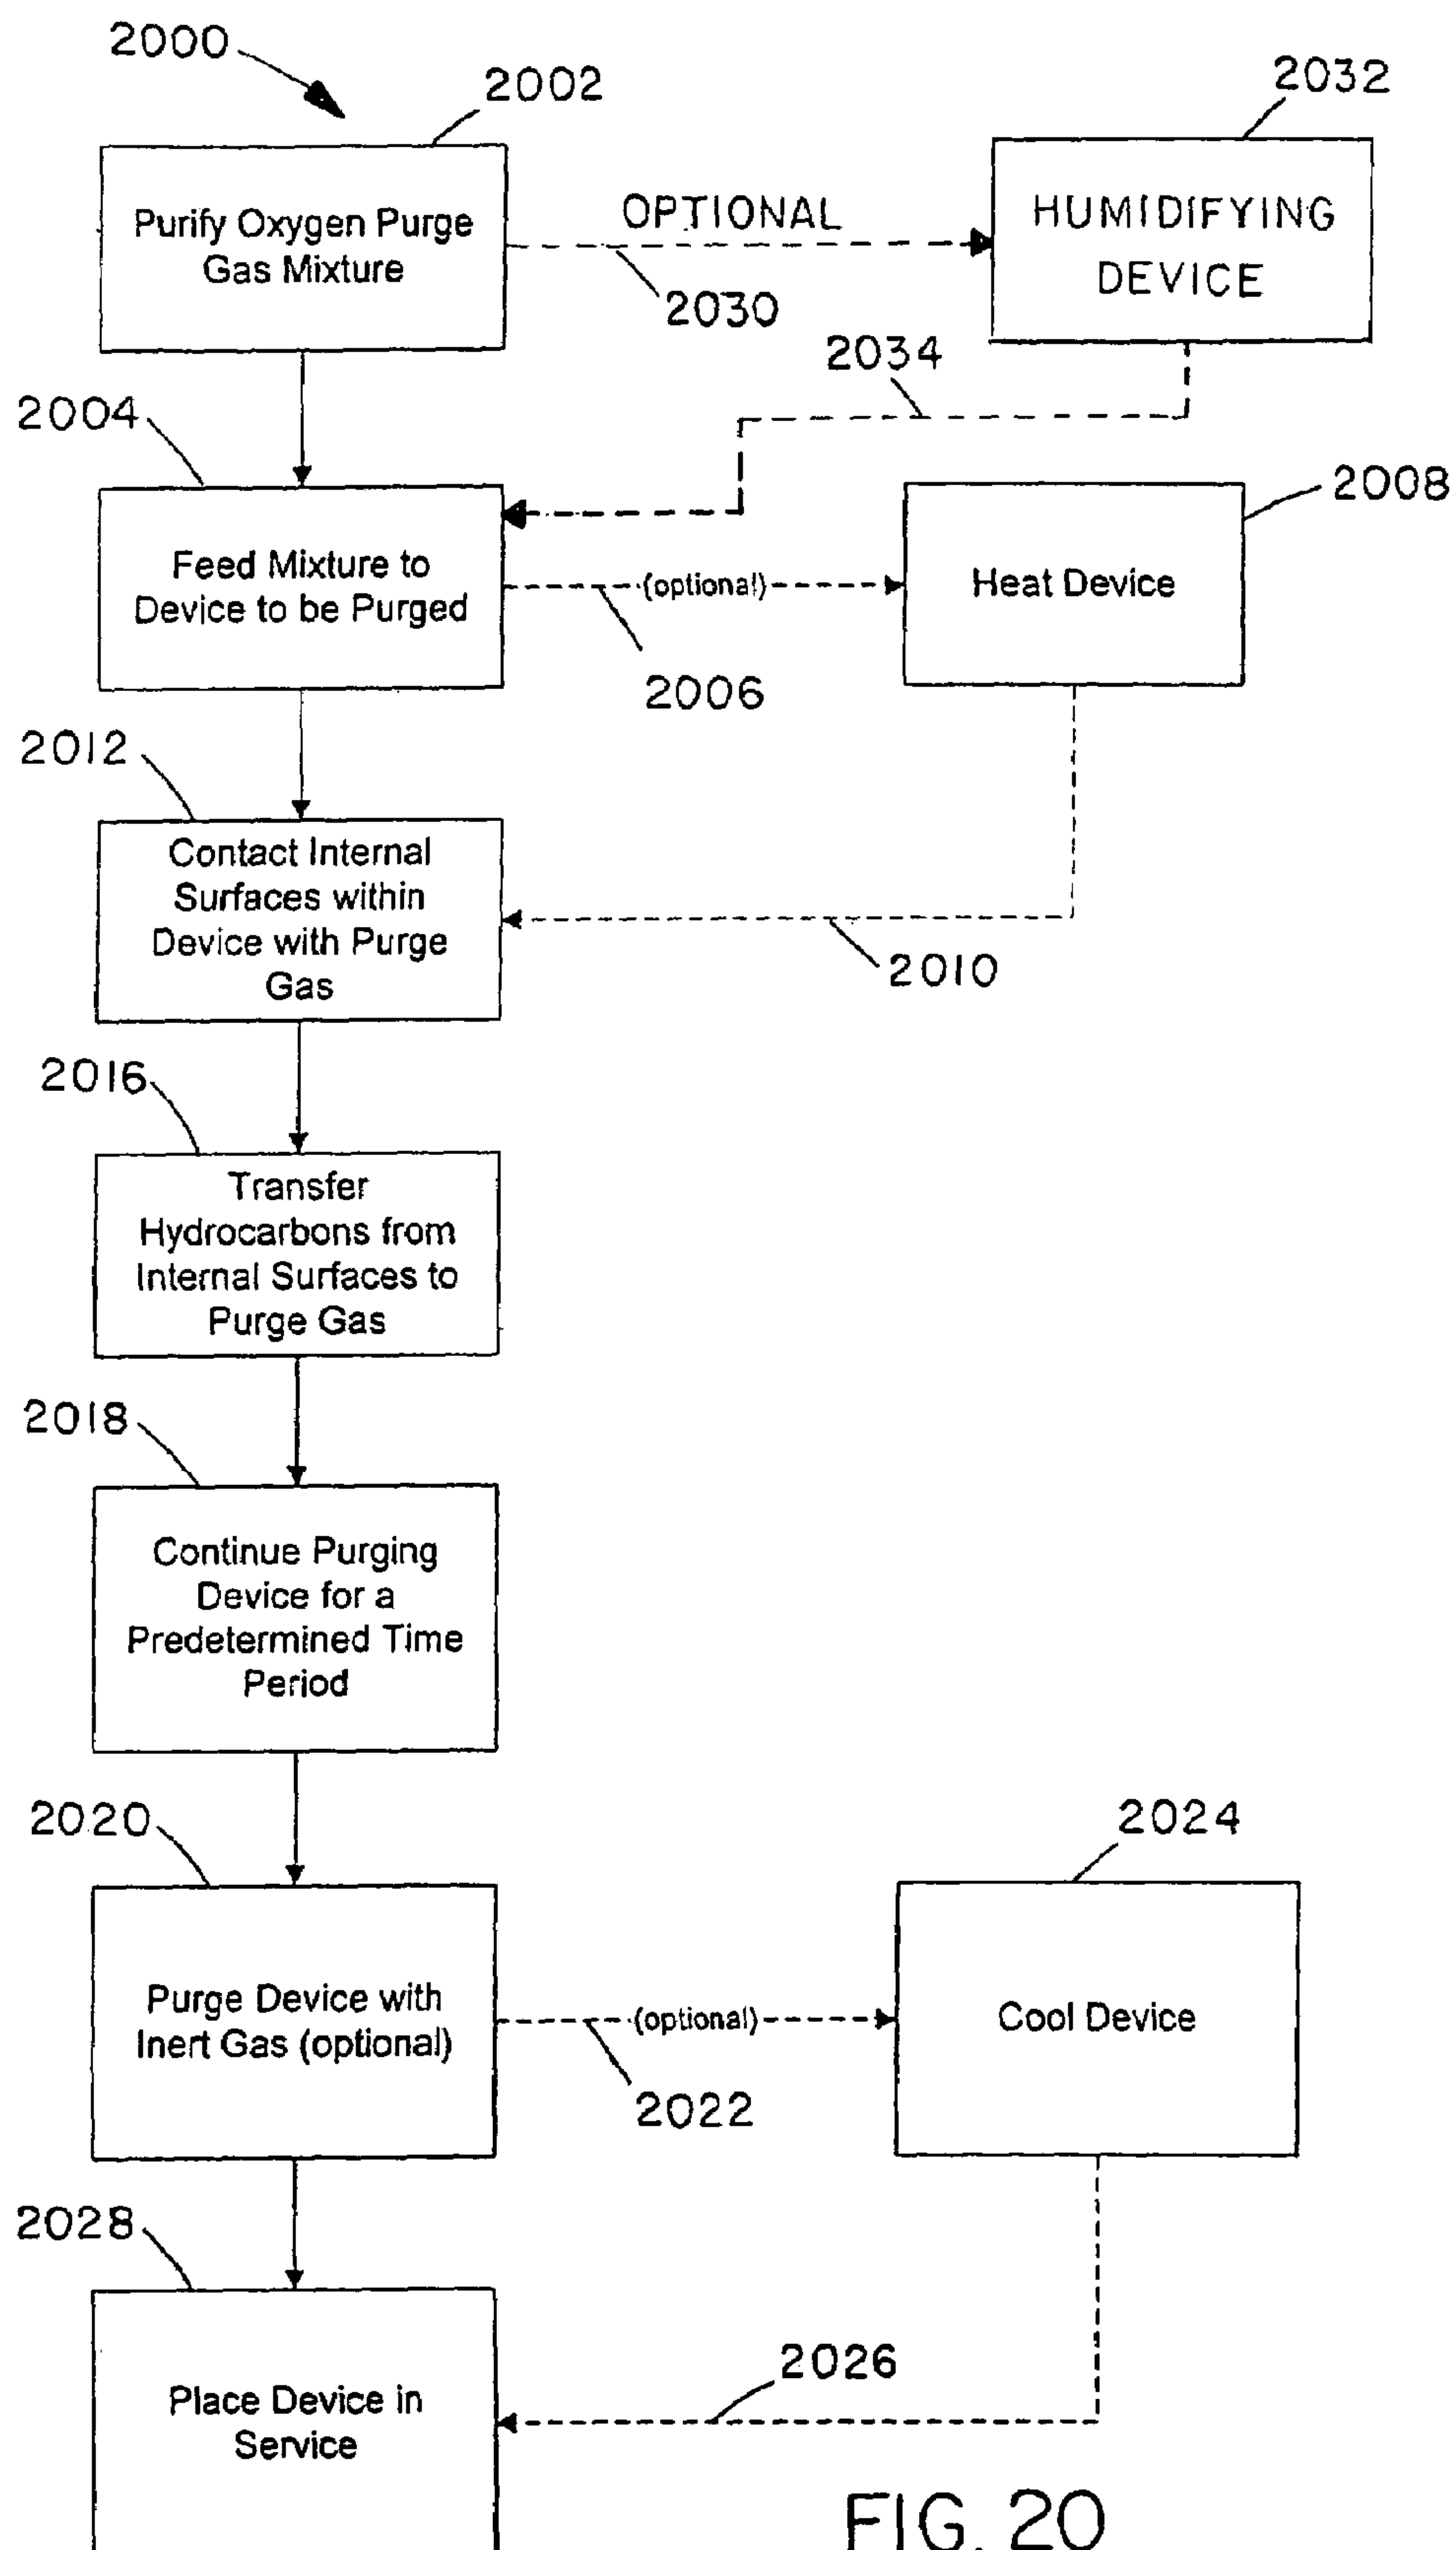 2000
2002
2032
Purify Oxygen Purge
Gas Mixture
OPTIONAL
HUMIDIFYING
DEVICE
2030
2034
2004
2008
Feed Mixture to
Device to be Purged
(optional)
Heat Device
2006
2012
Contact Internal
Surfaces within
Device with Purge
Gas
2010
2016
Transfer
Hydrocarbons from
Internal Surfaces to
Purge Gas
2018
Continue Purging
Device for a
Predetermined Time
Period
2020
2024
Purge Device with
Inert Gas (optional)
(optional)
Cool Device
2022
2028
2026
Place Device in
Service
FIG. 20